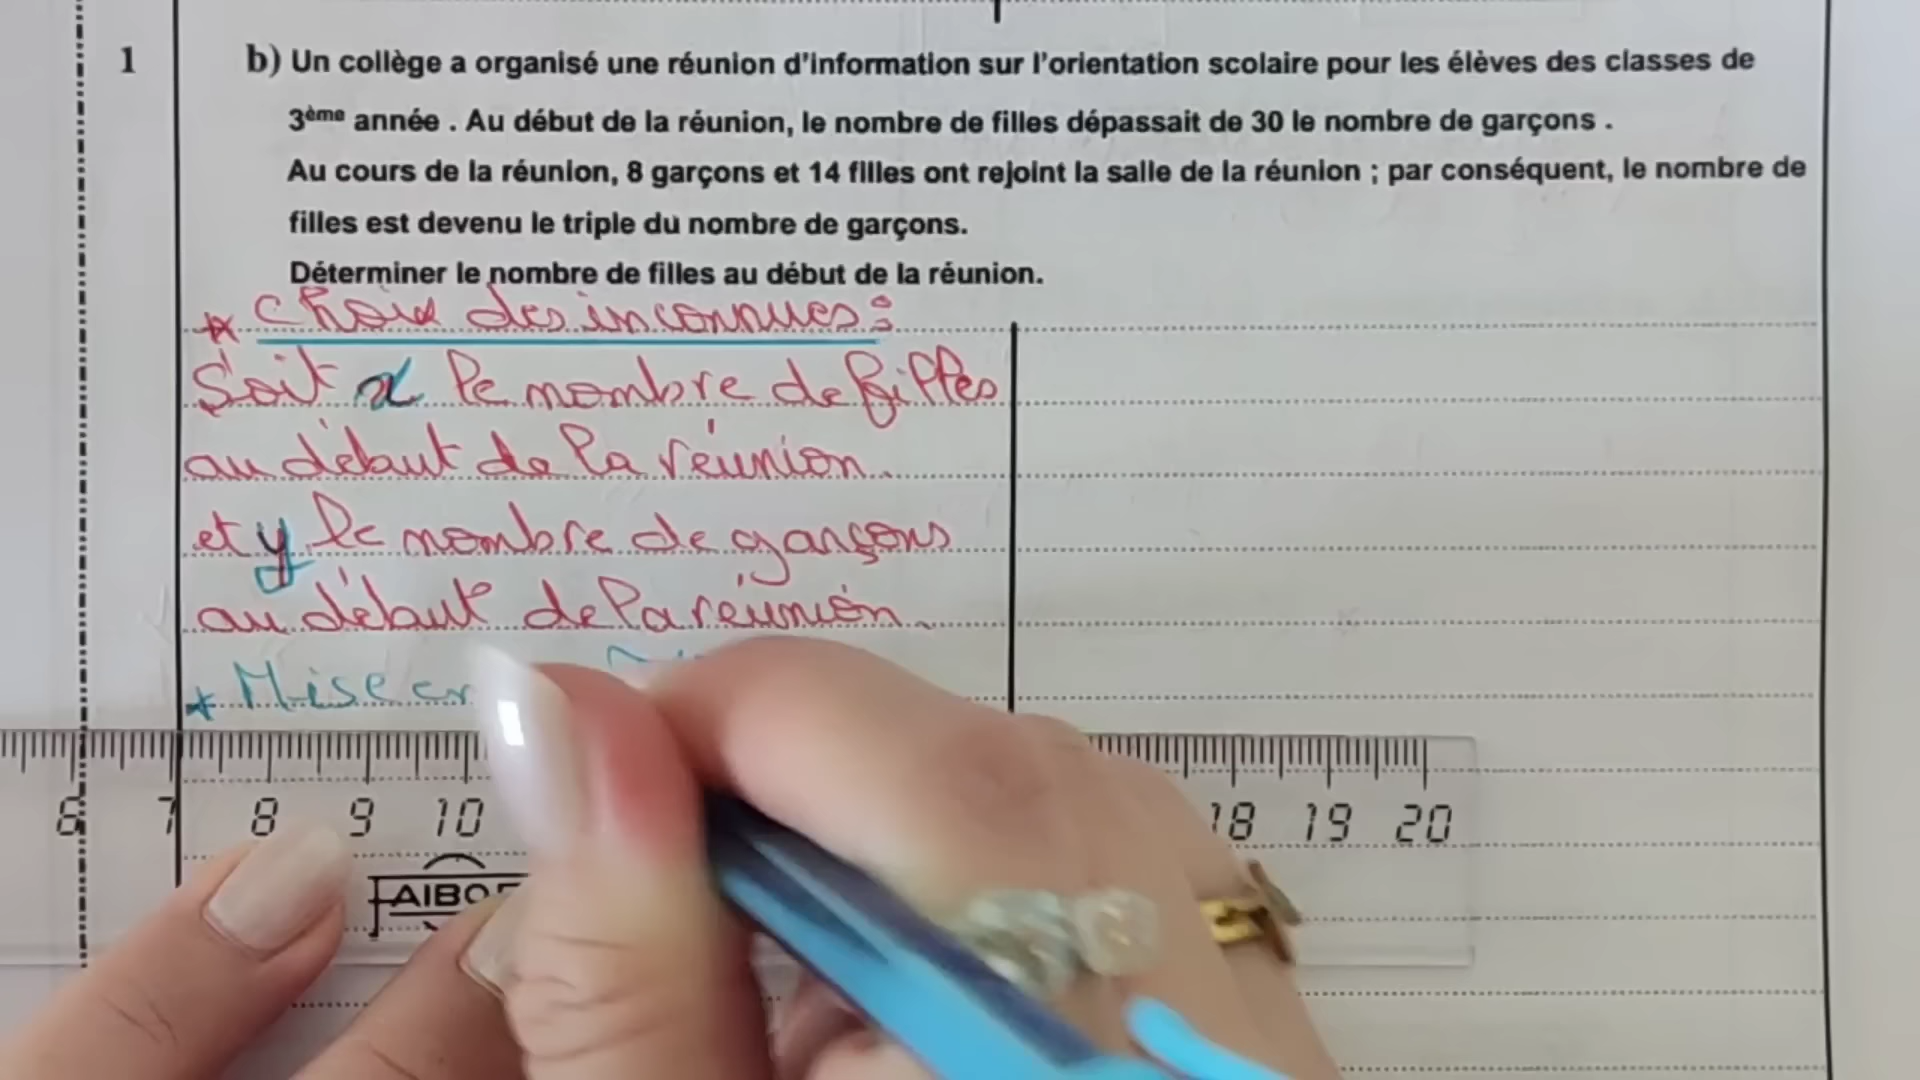 1
b) Un collège a organisé une réunion d'information sur l'orientation scolaire pour les élèves des classes de
3ème année . Au début de la réunion, le nombre de filles dépassait de 30 le nombre de garçons .
Au cours de la réunion, 8 garçons et 14 filles ont rejoint la salle de la réunion ; par conséquent, le nombre de
filles est devenu le triple du nombre de garçons.
Déterminer le nombre de filles au début de la réunion.
* Choix des inconnues :
Soit x le nombre de filles
au début de la réunion.
et y le nombre de garçons
au début de la réunion.
* Mise en
6 7 8 9 10 18 19 20